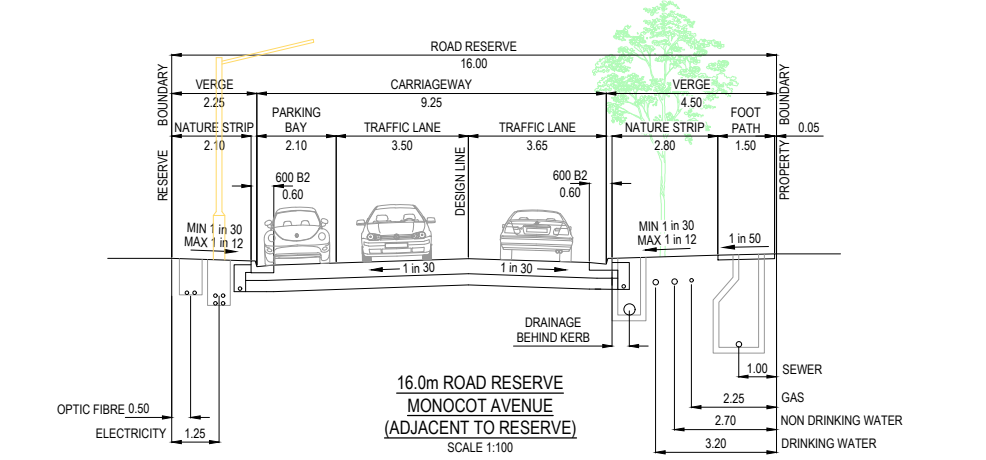 ROAD RESERVE
16.00
VERGE
2.25
CARRIAGEWAY
9.25
VERGE
4.50
RESERVE BOUNDARY
PROPERTY BOUNDARY
NATURE STRIP
2.10
PARKING
BAY
2.10
TRAFFIC LANE
3.50
TRAFFIC LANE
3.65
NATURE STRIP
2.80
FOOT
PATH
1.50
0.05
DESIGN LINE
600 B2
0.60
600 B2
0.60
MIN 1 in 30
MAX 1 in 12
1 in 30
1 in 30
MIN 1 in 30
MAX 1 in 12
1 in 50
DRAINAGE
BEHIND KERB
1.00 SEWER
2.25 GAS
2.70 NON DRINKING WATER
3.20 DRINKING WATER
OPTIC FIBRE 0.50
ELECTRICITY 1.25
16.0m ROAD RESERVE
MONOCOT AVENUE
(ADJACENT TO RESERVE)
SCALE 1:100